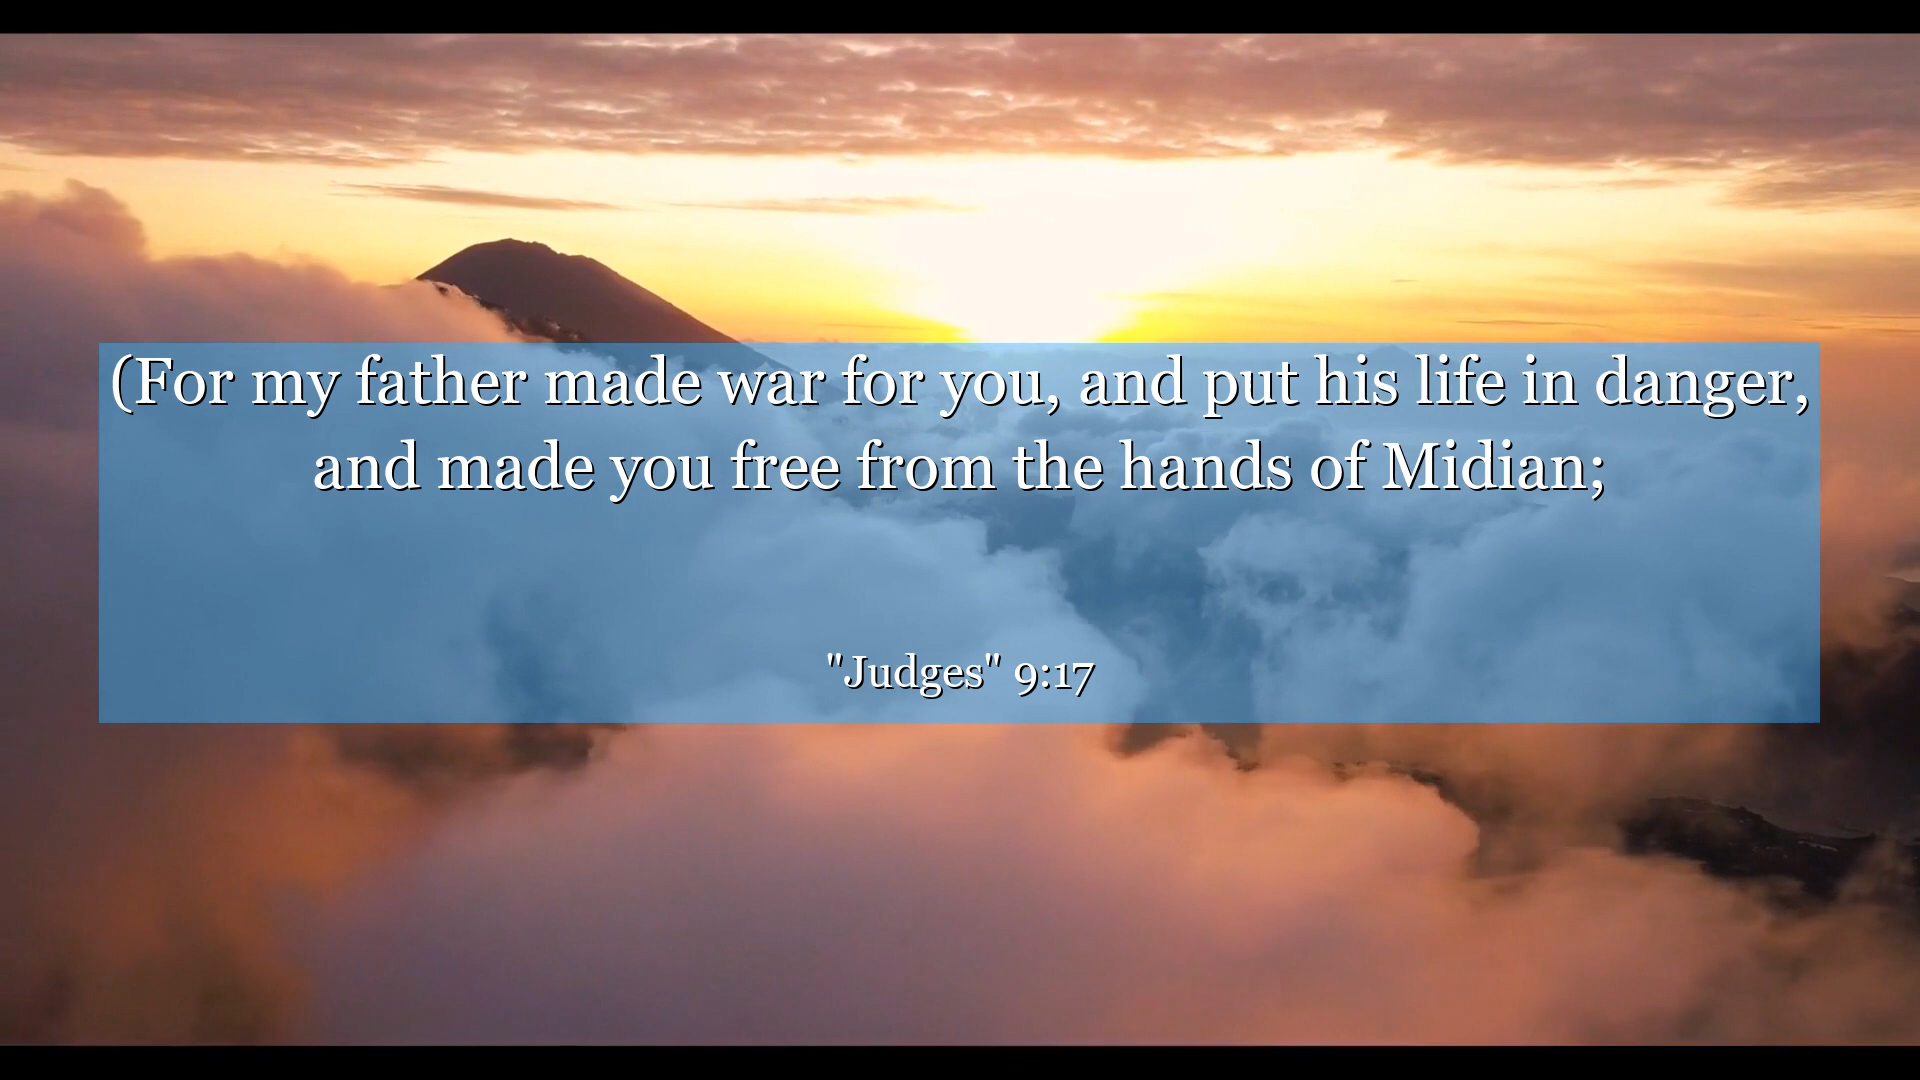 (For my father made war for you, and put his life in danger,
and made you free from the hands of Midian;
"Judges" 9:17